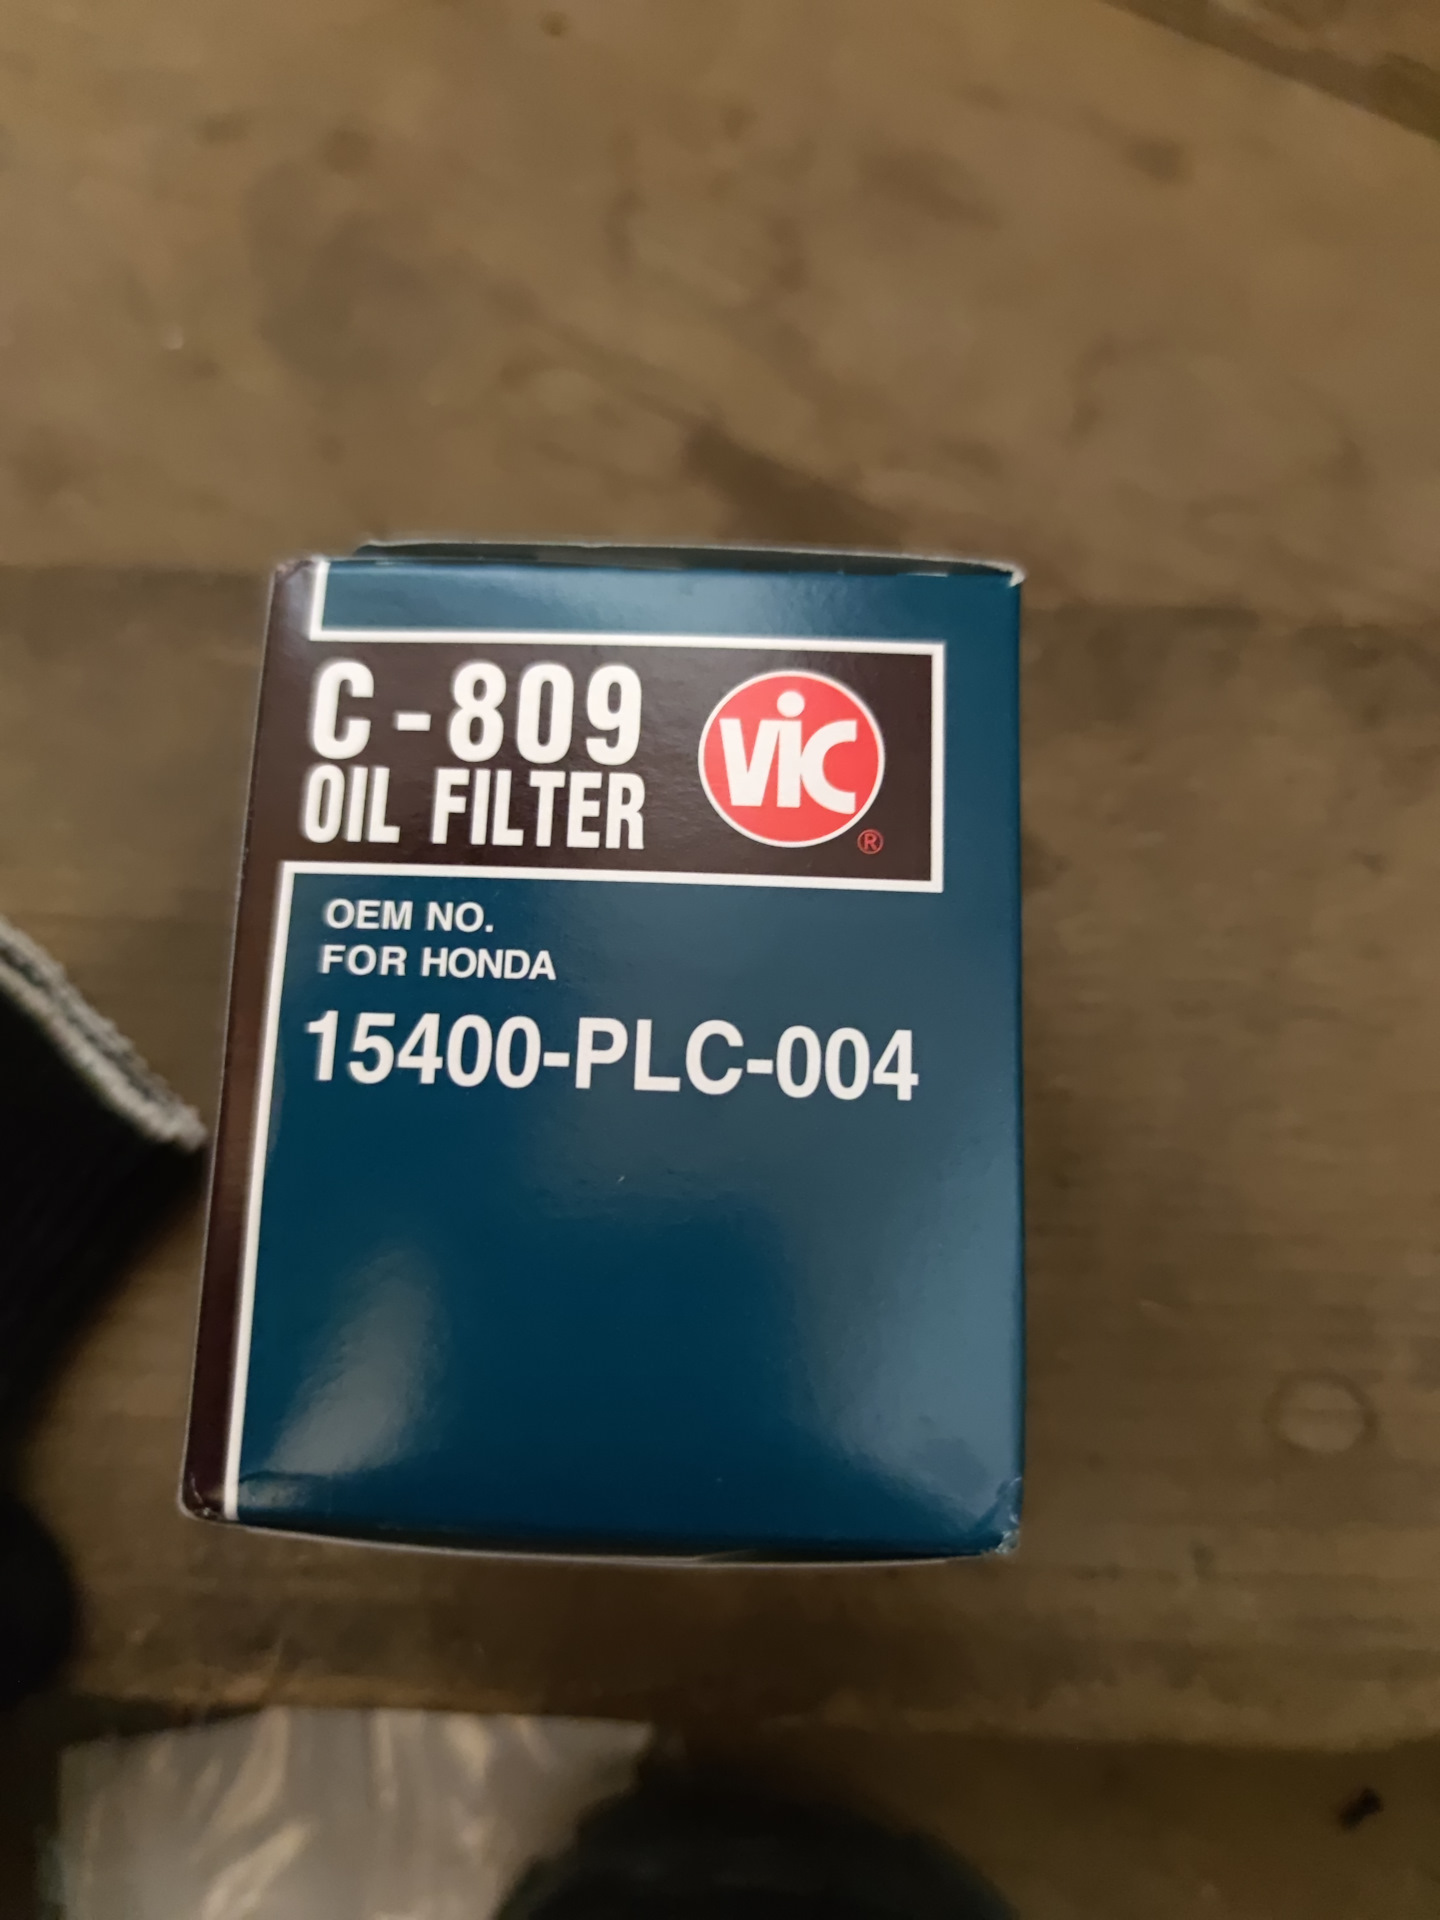 C-809
OIL FILTER
ViC
®
OEM NO.
FOR HONDA
15400-PLC-004